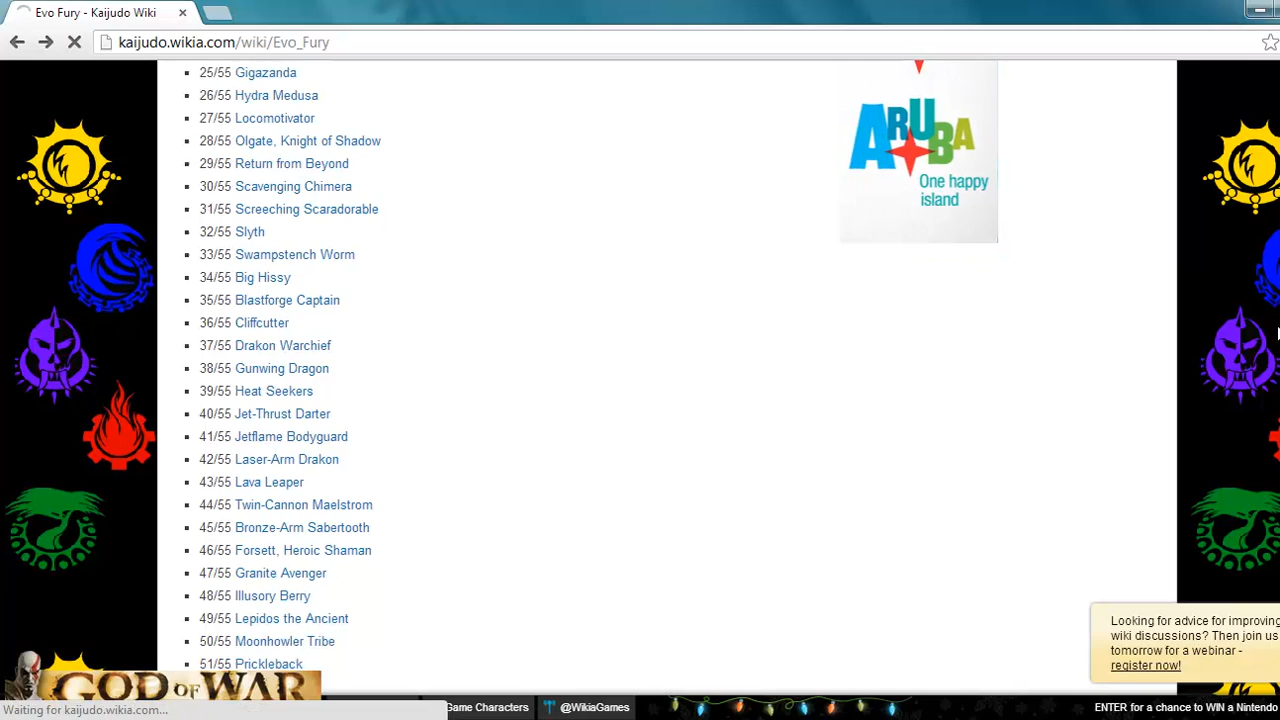 Evo Fury - Kaijudo Wiki
kaijudo.wikia.com/wiki/Evo_Fury
25/55 Gigazanda
26/55 Hydra Medusa
27/55 Locomotivator
28/55 Olgate, Knight of Shadow
29/55 Return from Beyond
30/55 Scavenging Chimera
31/55 Screeching Scaradorable
32/55 Slyth
33/55 Swampstench Worm
34/55 Big Hissy
35/55 Blastforge Captain
36/55 Cliffcutter
37/55 Drakon Warchief
38/55 Gunwing Dragon
39/55 Heat Seekers
40/55 Jet-Thrust Darter
41/55 Jetflame Bodyguard
42/55 Laser-Arm Drakon
43/55 Lava Leaper
44/55 Twin-Cannon Maelstrom
45/55 Bronze-Arm Sabertooth
46/55 Forsett, Heroic Shaman
47/55 Granite Avenger
48/55 Illusory Berry
49/55 Lepidos the Ancient
50/55 Moonhowler Tribe
51/55 Prickleback
ARUBA
One happy
island
Looking for advice for improving
wiki discussions? Then join us
tomorrow for a webinar -
register now!
GOD OF WAR
Waiting for kaijudo.wikia.com...
Game Characters
@WikiaGames
ENTER for a chance to WIN a Nintendo